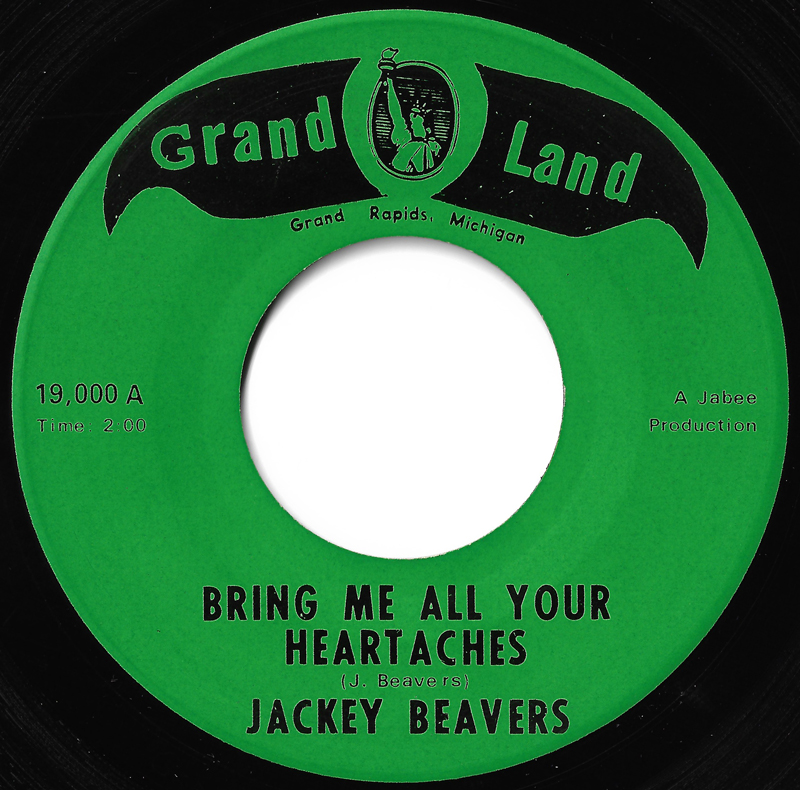 Grand Land
Grand Rapids, Michigan
19,000 A
Time: 2:00
A Jabee
Production
BRING ME ALL YOUR
HEARTACHES
(J. Beavers)
JACKEY BEAVERS